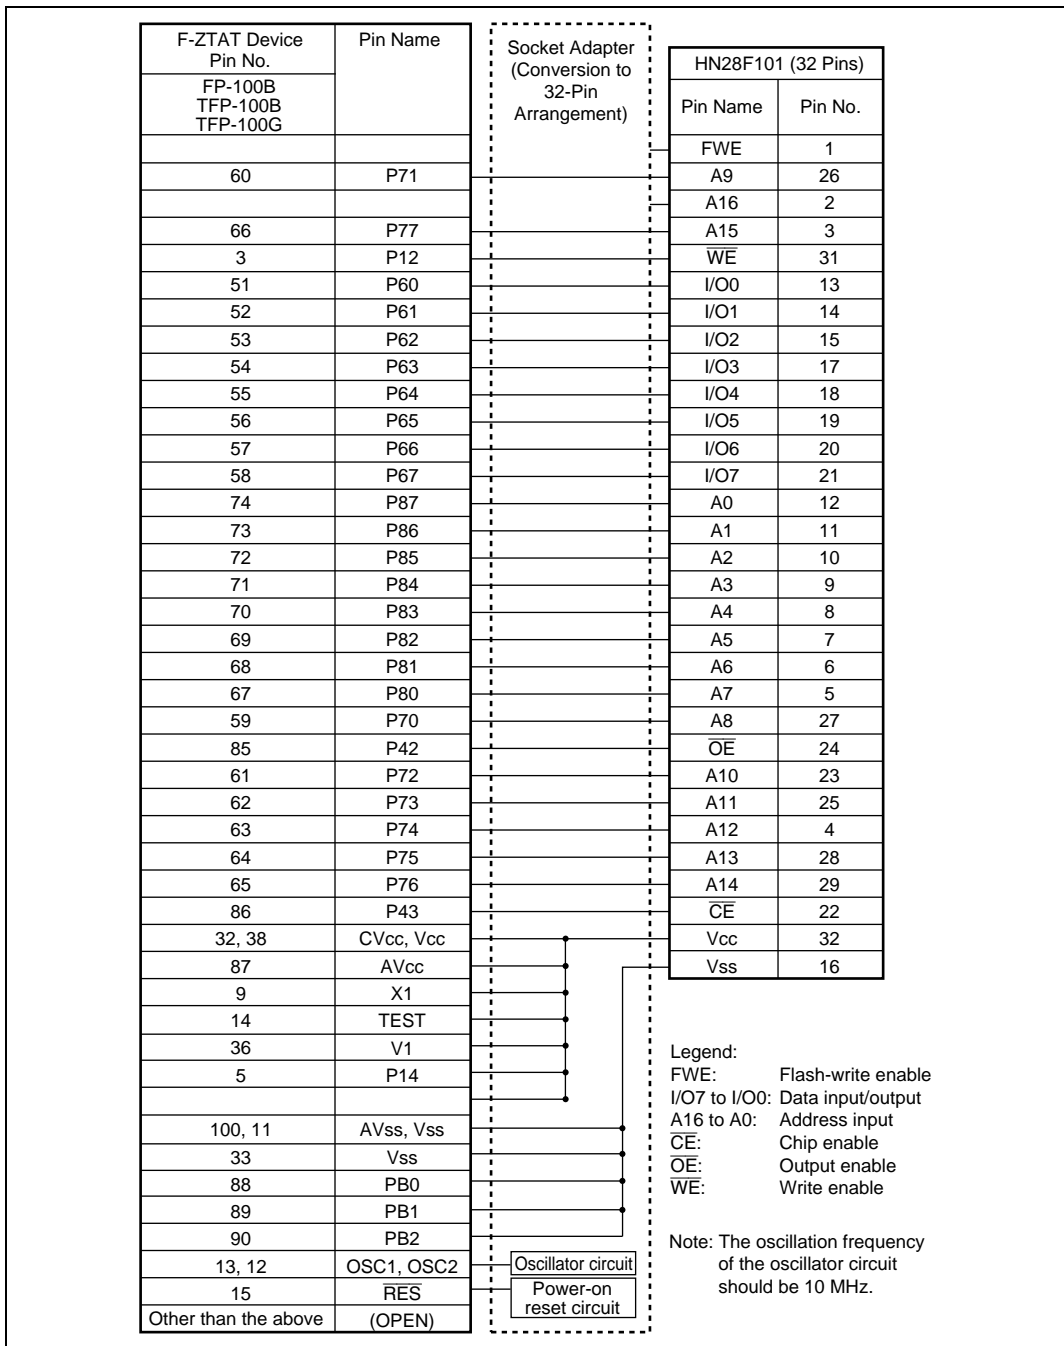 F-ZTAT Device
Pin No.
Pin Name
FP-100B
TFP-100B
TFP-100G
Socket Adapter
(Conversion to
32-Pin
Arrangement)
HN28F101 (32 Pins)
Pin Name Pin No.
FWE 1
60 P71 A9 26
A16 2
66 P77 A15 3
3 P12 W̅E̅ 31
51 P60 I/O0 13
52 P61 I/O1 14
53 P62 I/O2 15
54 P63 I/O3 17
55 P64 I/O4 18
56 P65 I/O5 19
57 P66 I/O6 20
58 P67 I/O7 21
74 P87 A0 12
73 P86 A1 11
72 P85 A2 10
71 P84 A3 9
70 P83 A4 8
69 P82 A5 7
68 P81 A6 6
67 P80 A7 5
59 P70 A8 27
85 P42 O̅E̅ 24
61 P72 A10 23
62 P73 A11 25
63 P74 A12 4
64 P75 A13 28
65 P76 A14 29
86 P43 C̅E̅ 22
32, 38 CVcc, Vcc Vcc 32
87 AVcc Vss 16
9 X1
14 TEST
36 V1
5 P14
100, 11 AVss, Vss
33 Vss
88 PB0
89 PB1
90 PB2
13, 12 OSC1, OSC2 Oscillator circuit
15 R̅E̅S̅ Power-on
reset circuit
Other than the above (OPEN)
Legend:
FWE: Flash-write enable
I/O7 to I/O0: Data input/output
A16 to A0: Address input
C̅E̅: Chip enable
O̅E̅: Output enable
W̅E̅: Write enable
Note: The oscillation frequency
of the oscillator circuit
should be 10 MHz.